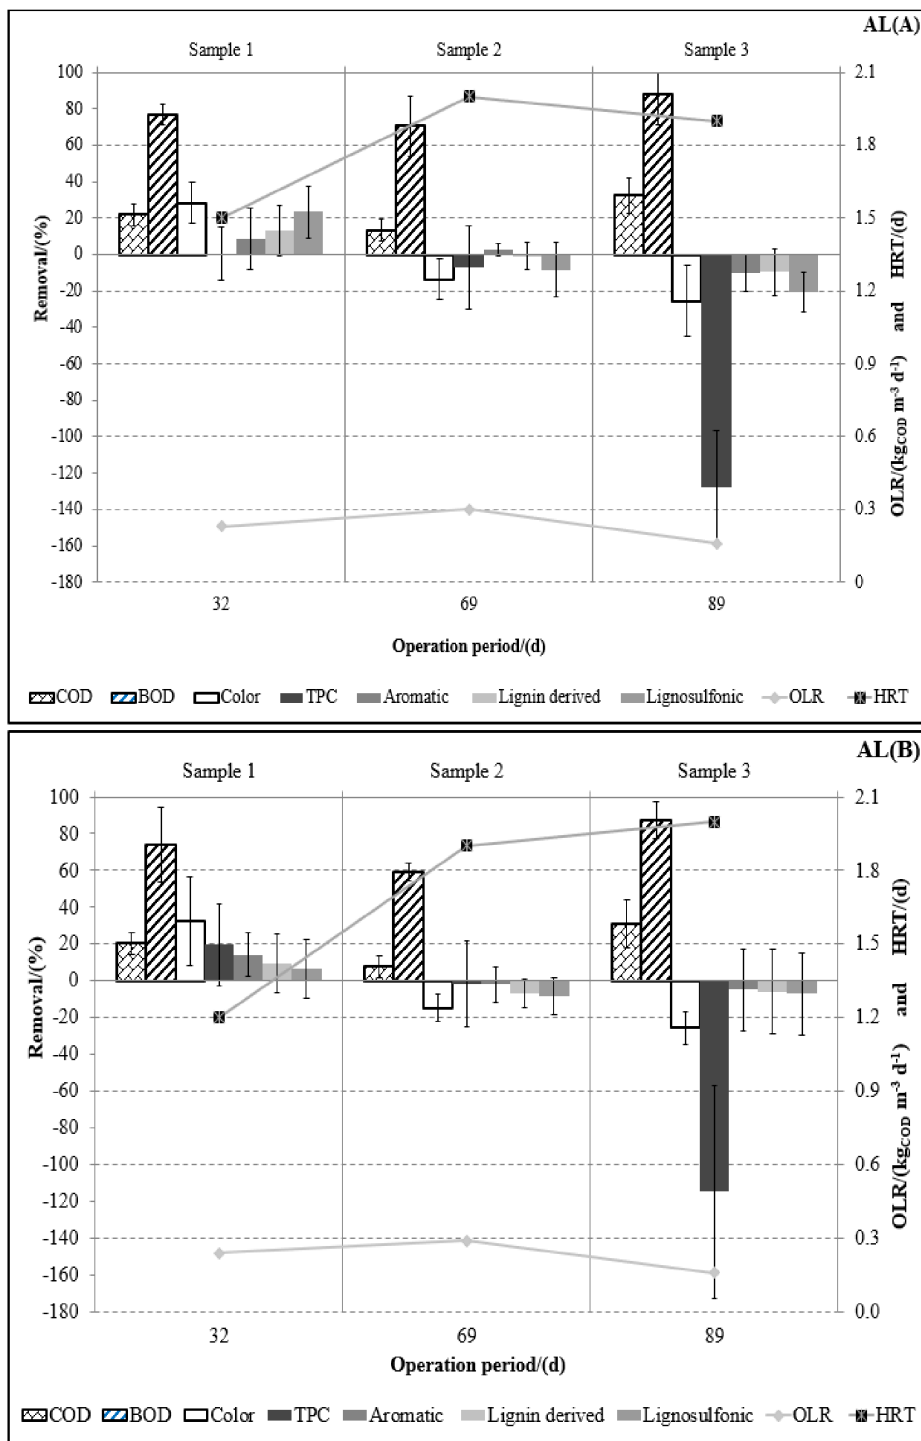 AL(A)
Sample 1 Sample 2 Sample 3
100 2.1
80
60 1.8
40
20 1.5
0
-20 1.2
-40
-60 0.9
-80
-100 0.6
-120
-140 0.3
-160
-180 0
Removal/(%)
OLR/(kgCOD m-3 d-1) and HRT/(d)
32 69 89
Operation period/(d)
COD BOD Color TPC Aromatic Lignin derived Lignosulfonic OLR HRT
AL(B)
Sample 1 Sample 2 Sample 3
100 2.1
80
60 1.8
40
20 1.5
0
-20 1.2
-40
-60 0.9
-80
-100 0.6
-120
-140 0.3
-160
-180 0.0
Removal/(%)
OLR/(kgCOD m-3 d-1) and HRT/(d)
32 69 89
Operation period/(d)
COD BOD Color TPC Aromatic Lignin derived Lignosulfonic OLR HRT